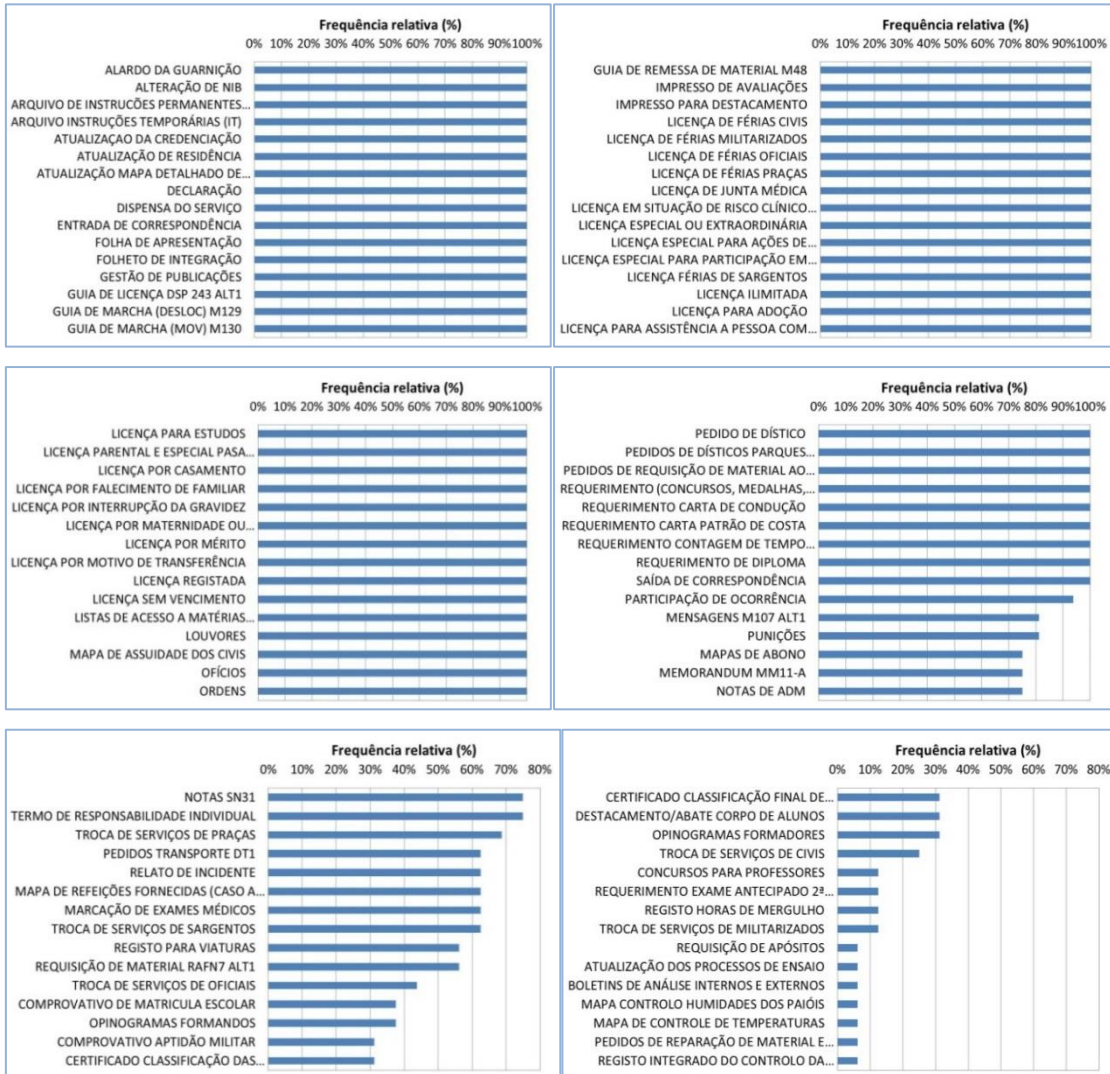 Frequência relativa (%)
0% 10% 20% 30% 40% 50% 60% 70% 80% 90%100%
ALARDO DA GUARNIÇÃO
ALTERAÇÃO DE NIB
ARQUIVO DE INSTRUCÕES PERMANENTES...
ARQUIVO INSTRUÇÕES TEMPORÁRIAS (IT)
ATUALIZAÇAO DA CREDENCIAÇÃO
ATUALIZAÇÃO DE RESIDÊNCIA
ATUALIZAÇÃO MAPA DETALHADO DE...
DECLARAÇÃO
DISPENSA DO SERVIÇO
ENTRADA DE CORRESPONDÊNCIA
FOLHA DE APRESENTAÇÃO
FOLHETO DE INTEGRAÇÃO
GESTÃO DE PUBLICAÇÕES
GUIA DE LICENÇA DSP 243 ALT1
GUIA DE MARCHA (DESLOC) M129
GUIA DE MARCHA (MOV) M130
Frequência relativa (%)
0% 10% 20% 30% 40% 50% 60% 70% 80% 90%100%
GUIA DE REMESSA DE MATERIAL M48
IMPRESSO DE AVALIAÇÕES
IMPRESSO PARA DESTACAMENTO
LICENÇA DE FÉRIAS CIVIS
LICENÇA DE FÉRIAS MILITARIZADOS
LICENÇA DE FÉRIAS OFICIAIS
LICENÇA DE FÉRIAS PRAÇAS
LICENÇA DE JUNTA MÉDICA
LICENÇA EM SITUAÇÃO DE RISCO CLÍNICO...
LICENÇA ESPECIAL OU EXTRAORDINÁRIA
LICENÇA ESPECIAL PARA AÇÕES DE...
LICENÇA ESPECIAL PARA PARTICIPAÇÃO EM...
LICENÇA FÉRIAS DE SARGENTOS
LICENÇA ILIMITADA
LICENÇA PARA ADOÇÃO
LICENÇA PARA ASSISTÊNCIA A PESSOA COM...
Frequência relativa (%)
0% 10% 20% 30% 40% 50% 60% 70% 80% 90%100%
LICENÇA PARA ESTUDOS
LICENÇA PARENTAL E ESPECIAL PASA...
LICENÇA POR CASAMENTO
LICENÇA POR FALECIMENTO DE FAMILIAR
LICENÇA POR INTERRUPÇÃO DA GRAVIDEZ
LICENÇA POR MATERNIDADE OU...
LICENÇA POR MÉRITO
LICENÇA POR MOTIVO DE TRANSFERÊNCIA
LICENÇA REGISTADA
LICENÇA SEM VENCIMENTO
LISTAS DE ACESSO A MATÉRIAS...
LOUVORES
MAPA DE ASSUIDADE DOS CIVIS
OFÍCIOS
ORDENS
Frequência relativa (%)
0% 10% 20% 30% 40% 50% 60% 70% 80% 90%100%
PEDIDO DE DÍSTICO
PEDIDOS DE DÍSTICOS PARQUES...
PEDIDOS DE REQUISIÇÃO DE MATERIAL AO...
REQUERIMENTO (CONCURSOS, MEDALHAS,...
REQUERIMENTO CARTA DE CONDUÇÃO
REQUERIMENTO CARTA PATRÃO DE COSTA
REQUERIMENTO CONTAGEM DE TEMPO...
REQUERIMENTO DE DIPLOMA
SAÍDA DE CORRESPONDÊNCIA
PARTICIPAÇÃO DE OCORRÊNCIA
MENSAGENS M107 ALT1
PUNIÇÕES
MAPAS DE ABONO
MEMORANDUM MM11-A
NOTAS DE ADM
Frequência relativa (%)
0% 10% 20% 30% 40% 50% 60% 70% 80%
NOTAS SN31
TERMO DE RESPONSABILIDADE INDIVIDUAL
TROCA DE SERVIÇOS DE PRAÇAS
PEDIDOS TRANSPORTE DT1
RELATO DE INCIDENTE
MAPA DE REFEIÇÕES FORNECIDAS (CASO A...
MARCAÇÃO DE EXAMES MÉDICOS
TROCA DE SERVIÇOS DE SARGENTOS
REGISTO PARA VIATURAS
REQUISIÇÃO DE MATERIAL RAFN7 ALT1
TROCA DE SERVIÇOS DE OFICIAIS
COMPROVATIVO DE MATRICULA ESCOLAR
OPINOGRAMAS FORMANDOS
COMPROVATIVO APTIDÃO MILITAR
CERTIFICADO CLASSIFICAÇÃO DAS...
Frequência relativa (%)
0% 10% 20% 30% 40% 50% 60% 70% 80%
CERTIFICADO CLASSIFICAÇÃO FINAL DE...
DESTACAMENTO/ABATE CORPO DE ALUNOS
OPINOGRAMAS FORMADORES
TROCA DE SERVIÇOS DE CIVIS
CONCURSOS PARA PROFESSORES
REQUERIMENTO EXAME ANTECIPADO 2ª...
REGISTO HORAS DE MERGULHO
TROCA DE SERVIÇOS DE MILITARIZADOS
REQUISIÇÃO DE APÓSITOS
ATUALIZAÇÃO DOS PROCESSOS DE ENSAIO
BOLETINS DE ANÁLISE INTERNOS E EXTERNOS
MAPA CONTROLO HUMIDADES DOS PAIÓIS
MAPA DE CONTROLE DE TEMPERATURAS
PEDIDOS DE REPARAÇÃO DE MATERIAL E...
REGISTO INTEGRADO DO CONTROLO DA...